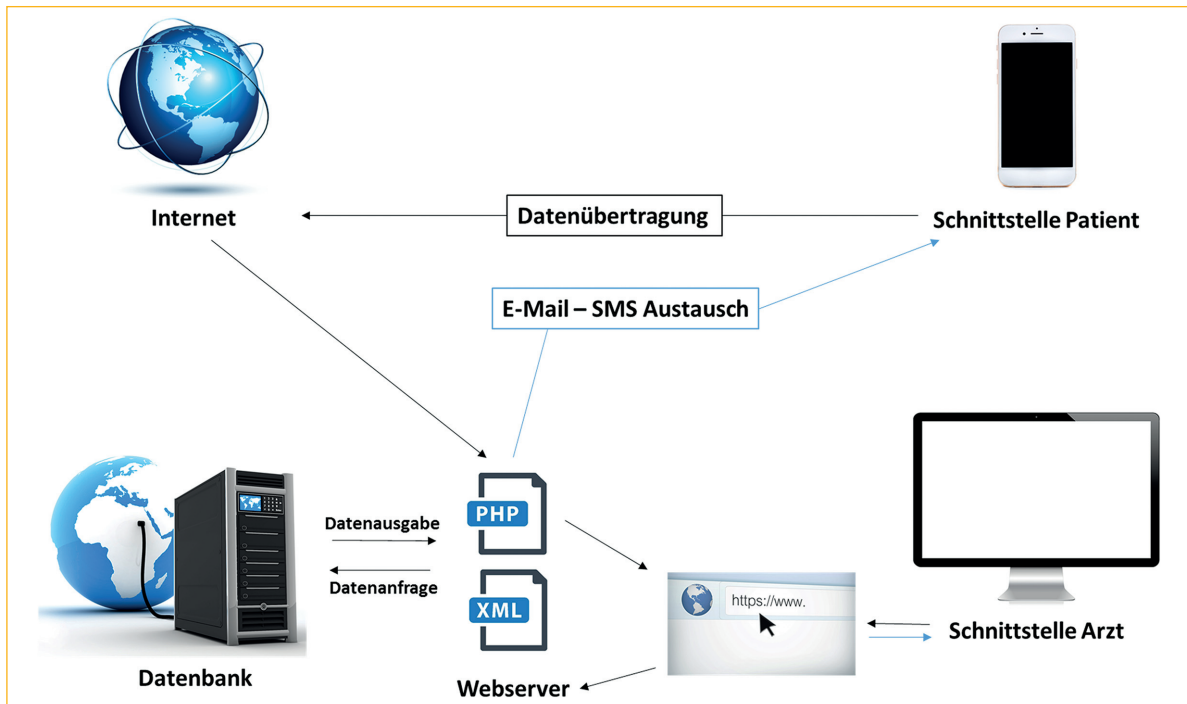 Internet
Datenübertragung
Schnittstelle Patient
E-Mail – SMS Austausch
Datenausgabe
Datenanfrage
PHP
XML
https://www.
Datenbank
Webserver
Schnittstelle Arzt